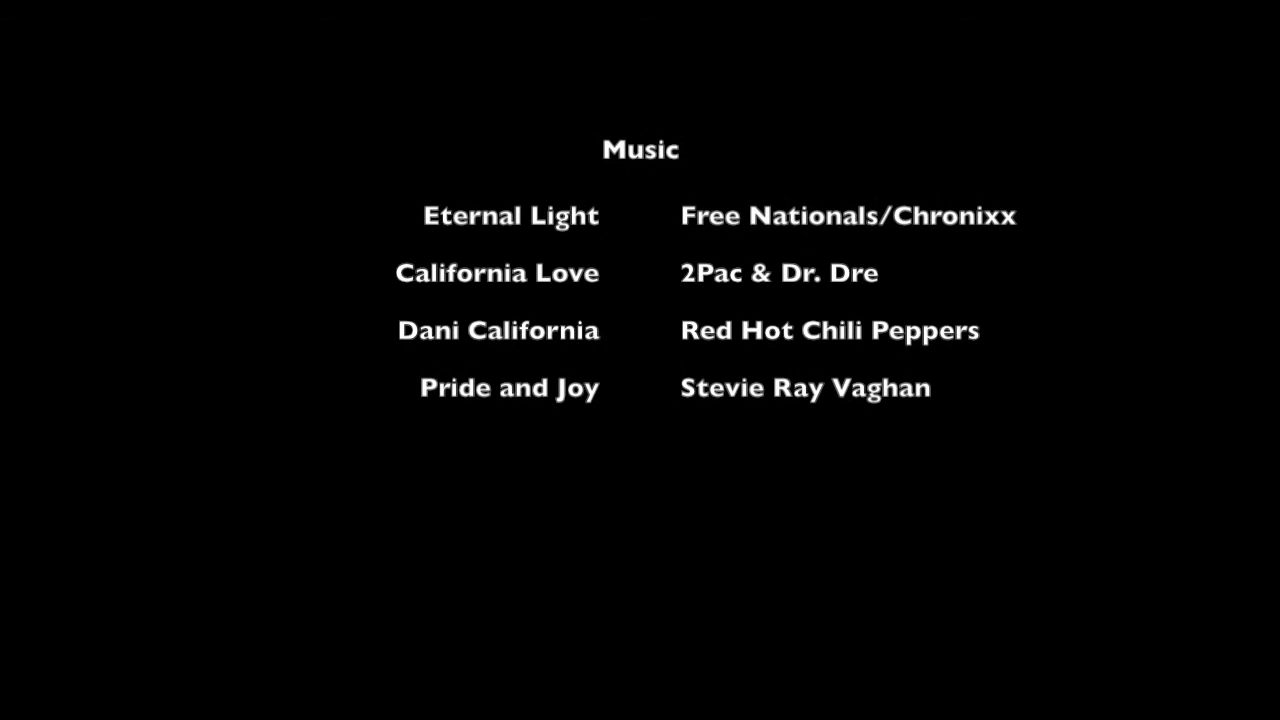 Music
Eternal Light Free Nationals/Chronixx
California Love 2Pac & Dr. Dre
Dani California Red Hot Chili Peppers
Pride and Joy Stevie Ray Vaghan